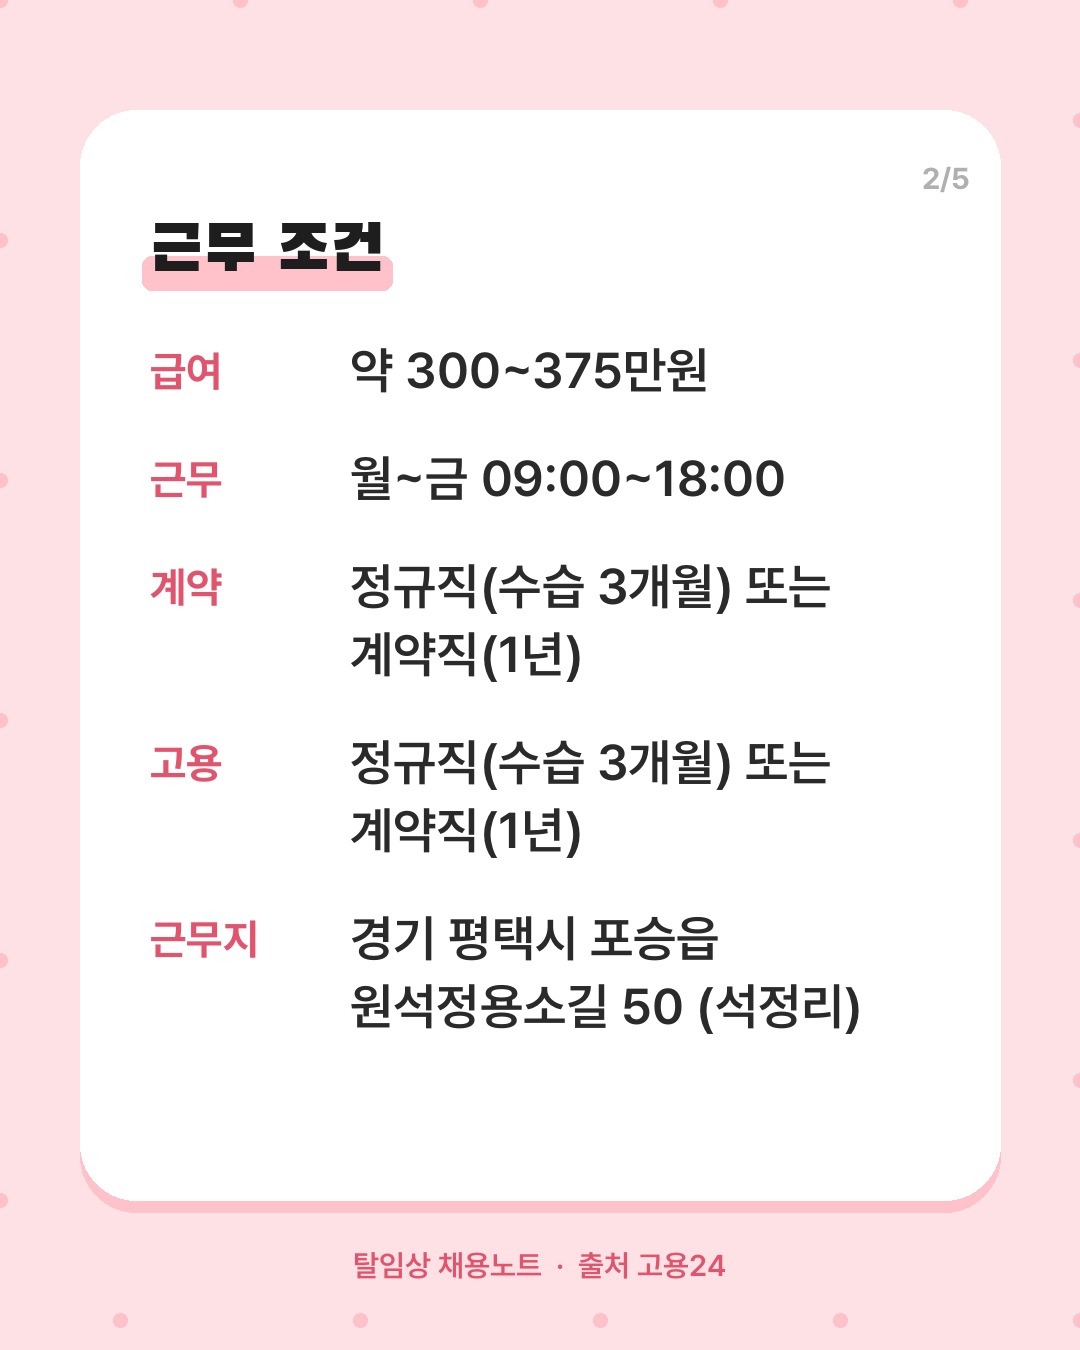 2/5
근무 조건
급여 약 300~375만원
근무 월~금 09:00~18:00
계약 정규직(수습 3개월) 또는
계약직(1년)
고용 정규직(수습 3개월) 또는
계약직(1년)
근무지 경기 평택시 포승읍
원석정용소길 50 (석정리)
탈임상 채용노트 · 출처 고용24